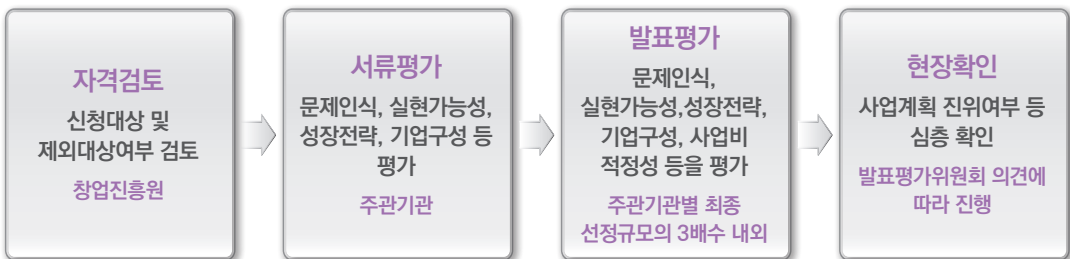 자격검토
신청대상 및
제외대상여부 검토
창업진흥원
서류평가
문제인식, 실현가능성,
성장전략, 기업구성 등
평가
주관기관
발표평가
문제인식,
실현가능성,성장전략,
기업구성, 사업비
적정성 등을 평가
주관기관별 최종
선정규모의 3배수 내외
현장확인
사업계획 진위여부 등
심층 확인
발표평가위원회 의견에
따라 진행